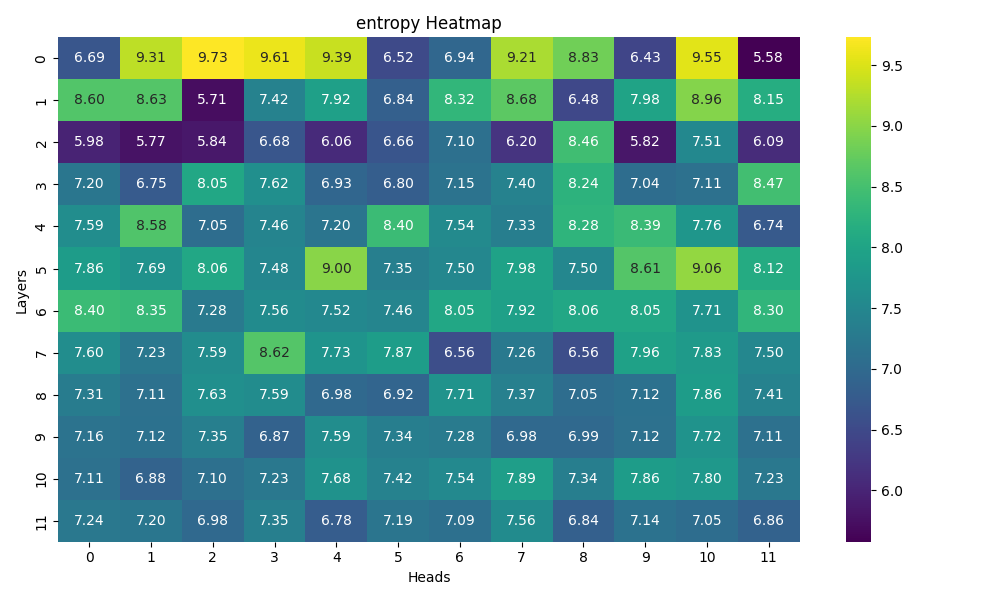 entropy Heatmap
0 6.69 9.31 9.73 9.61 9.39 6.52 6.94 9.21 8.83 6.43 9.55 5.58
1 8.60 8.63 5.71 7.42 7.92 6.84 8.32 8.68 6.48 7.98 8.96 8.15
2 5.98 5.77 5.84 6.68 6.06 6.66 7.10 6.20 8.46 5.82 7.51 6.09
3 7.20 6.75 8.05 7.62 6.93 6.80 7.15 7.40 8.24 7.04 7.11 8.47
4 7.59 8.58 7.05 7.46 7.20 8.40 7.54 7.33 8.28 8.39 7.76 6.74
5 7.86 7.69 8.06 7.48 9.00 7.35 7.50 7.98 7.50 8.61 9.06 8.12
6 8.40 8.35 7.28 7.56 7.52 7.46 8.05 7.92 8.06 8.05 7.71 8.30
7 7.60 7.23 7.59 8.62 7.73 7.87 6.56 7.26 6.56 7.96 7.83 7.50
8 7.31 7.11 7.63 7.59 6.98 6.92 7.71 7.37 7.05 7.12 7.86 7.41
9 7.16 7.12 7.35 6.87 7.59 7.34 7.28 6.98 6.99 7.12 7.72 7.11
10 7.11 6.88 7.10 7.23 7.68 7.42 7.54 7.89 7.34 7.86 7.80 7.23
11 7.24 7.20 6.98 7.35 6.78 7.19 7.09 7.56 6.84 7.14 7.05 6.86
0 1 2 3 4 5 6 7 8 9 10 11
Heads
Layers
9.5
9.0
8.5
8.0
7.5
7.0
6.5
6.0